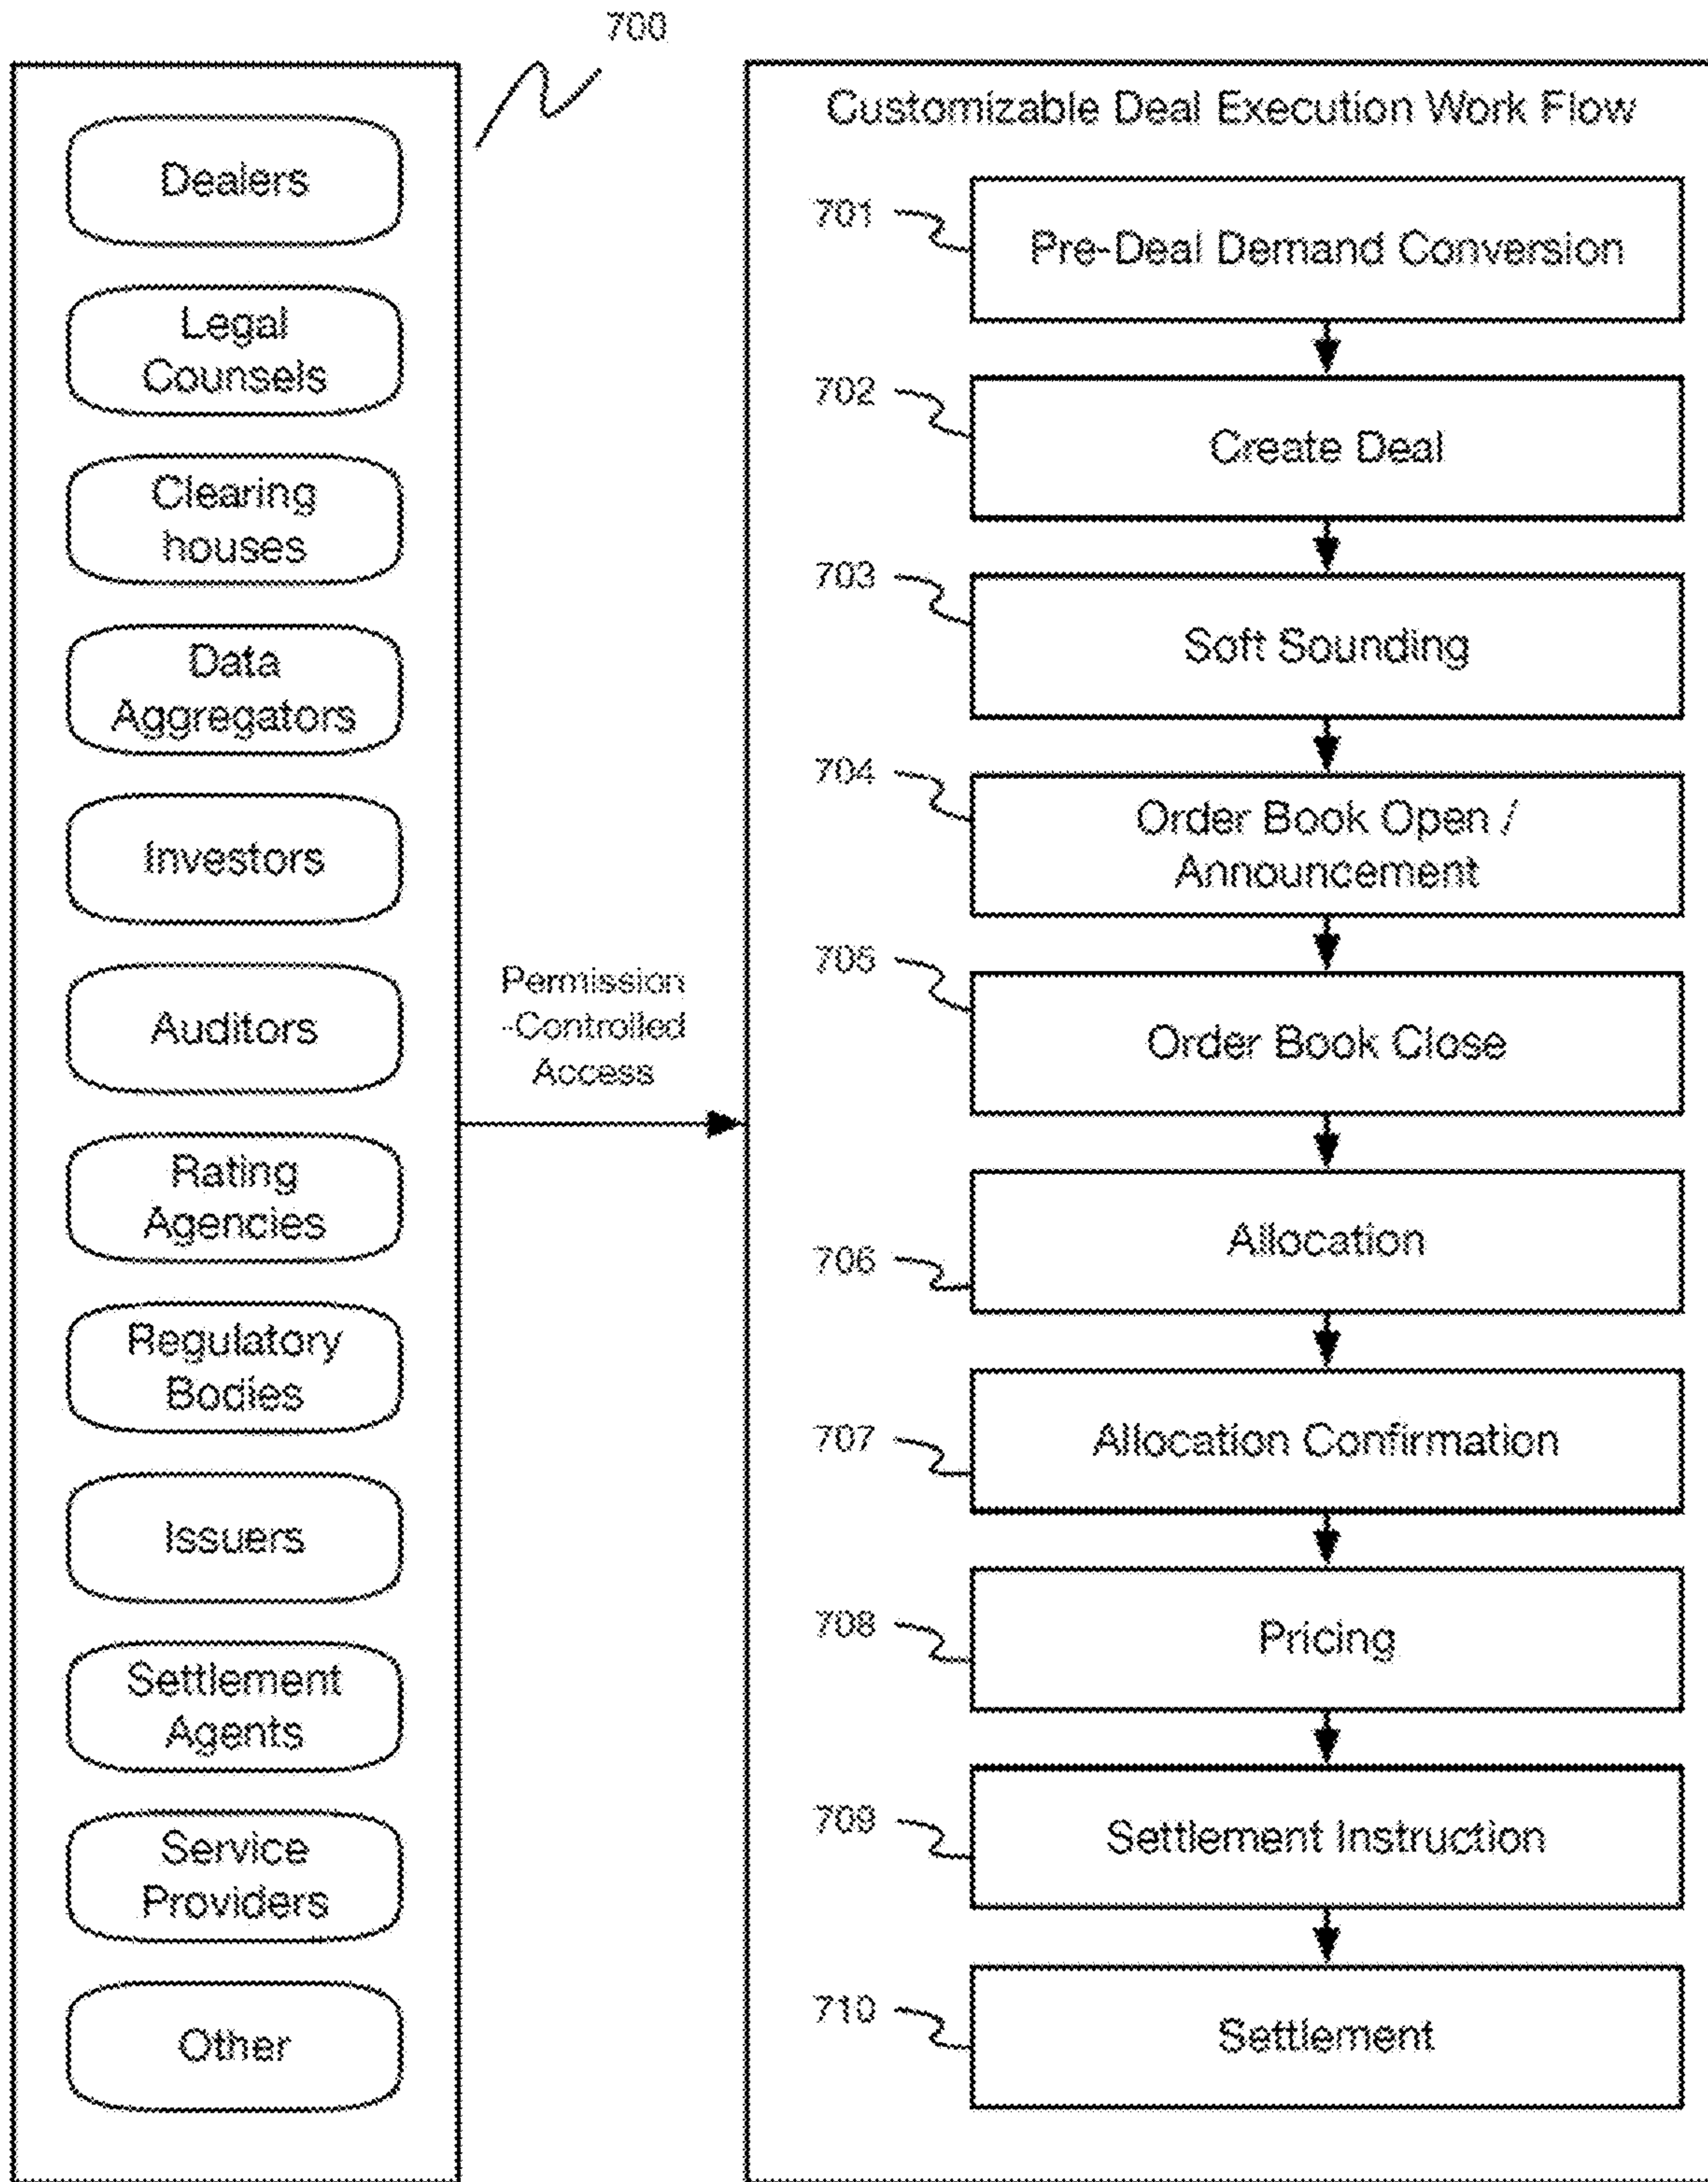 700
Dealers
Legal
Counsels
Clearing
houses
Data
Aggregators
Investors
Auditors
Rating
Agencies
Regulatory
Bodies
Issuers
Settlement
Agents
Service
Providers
Other
Permission
-Controlled
Access
Customizable Deal Execution Work Flow
701
Pre-Deal Demand Conversion
702
Create Deal
703
Soft Sounding
704
Order Book Open /
Announcement
705
Order Book Close
706
Allocation
707
Allocation Confirmation
708
Pricing
709
Settlement Instruction
710
Settlement